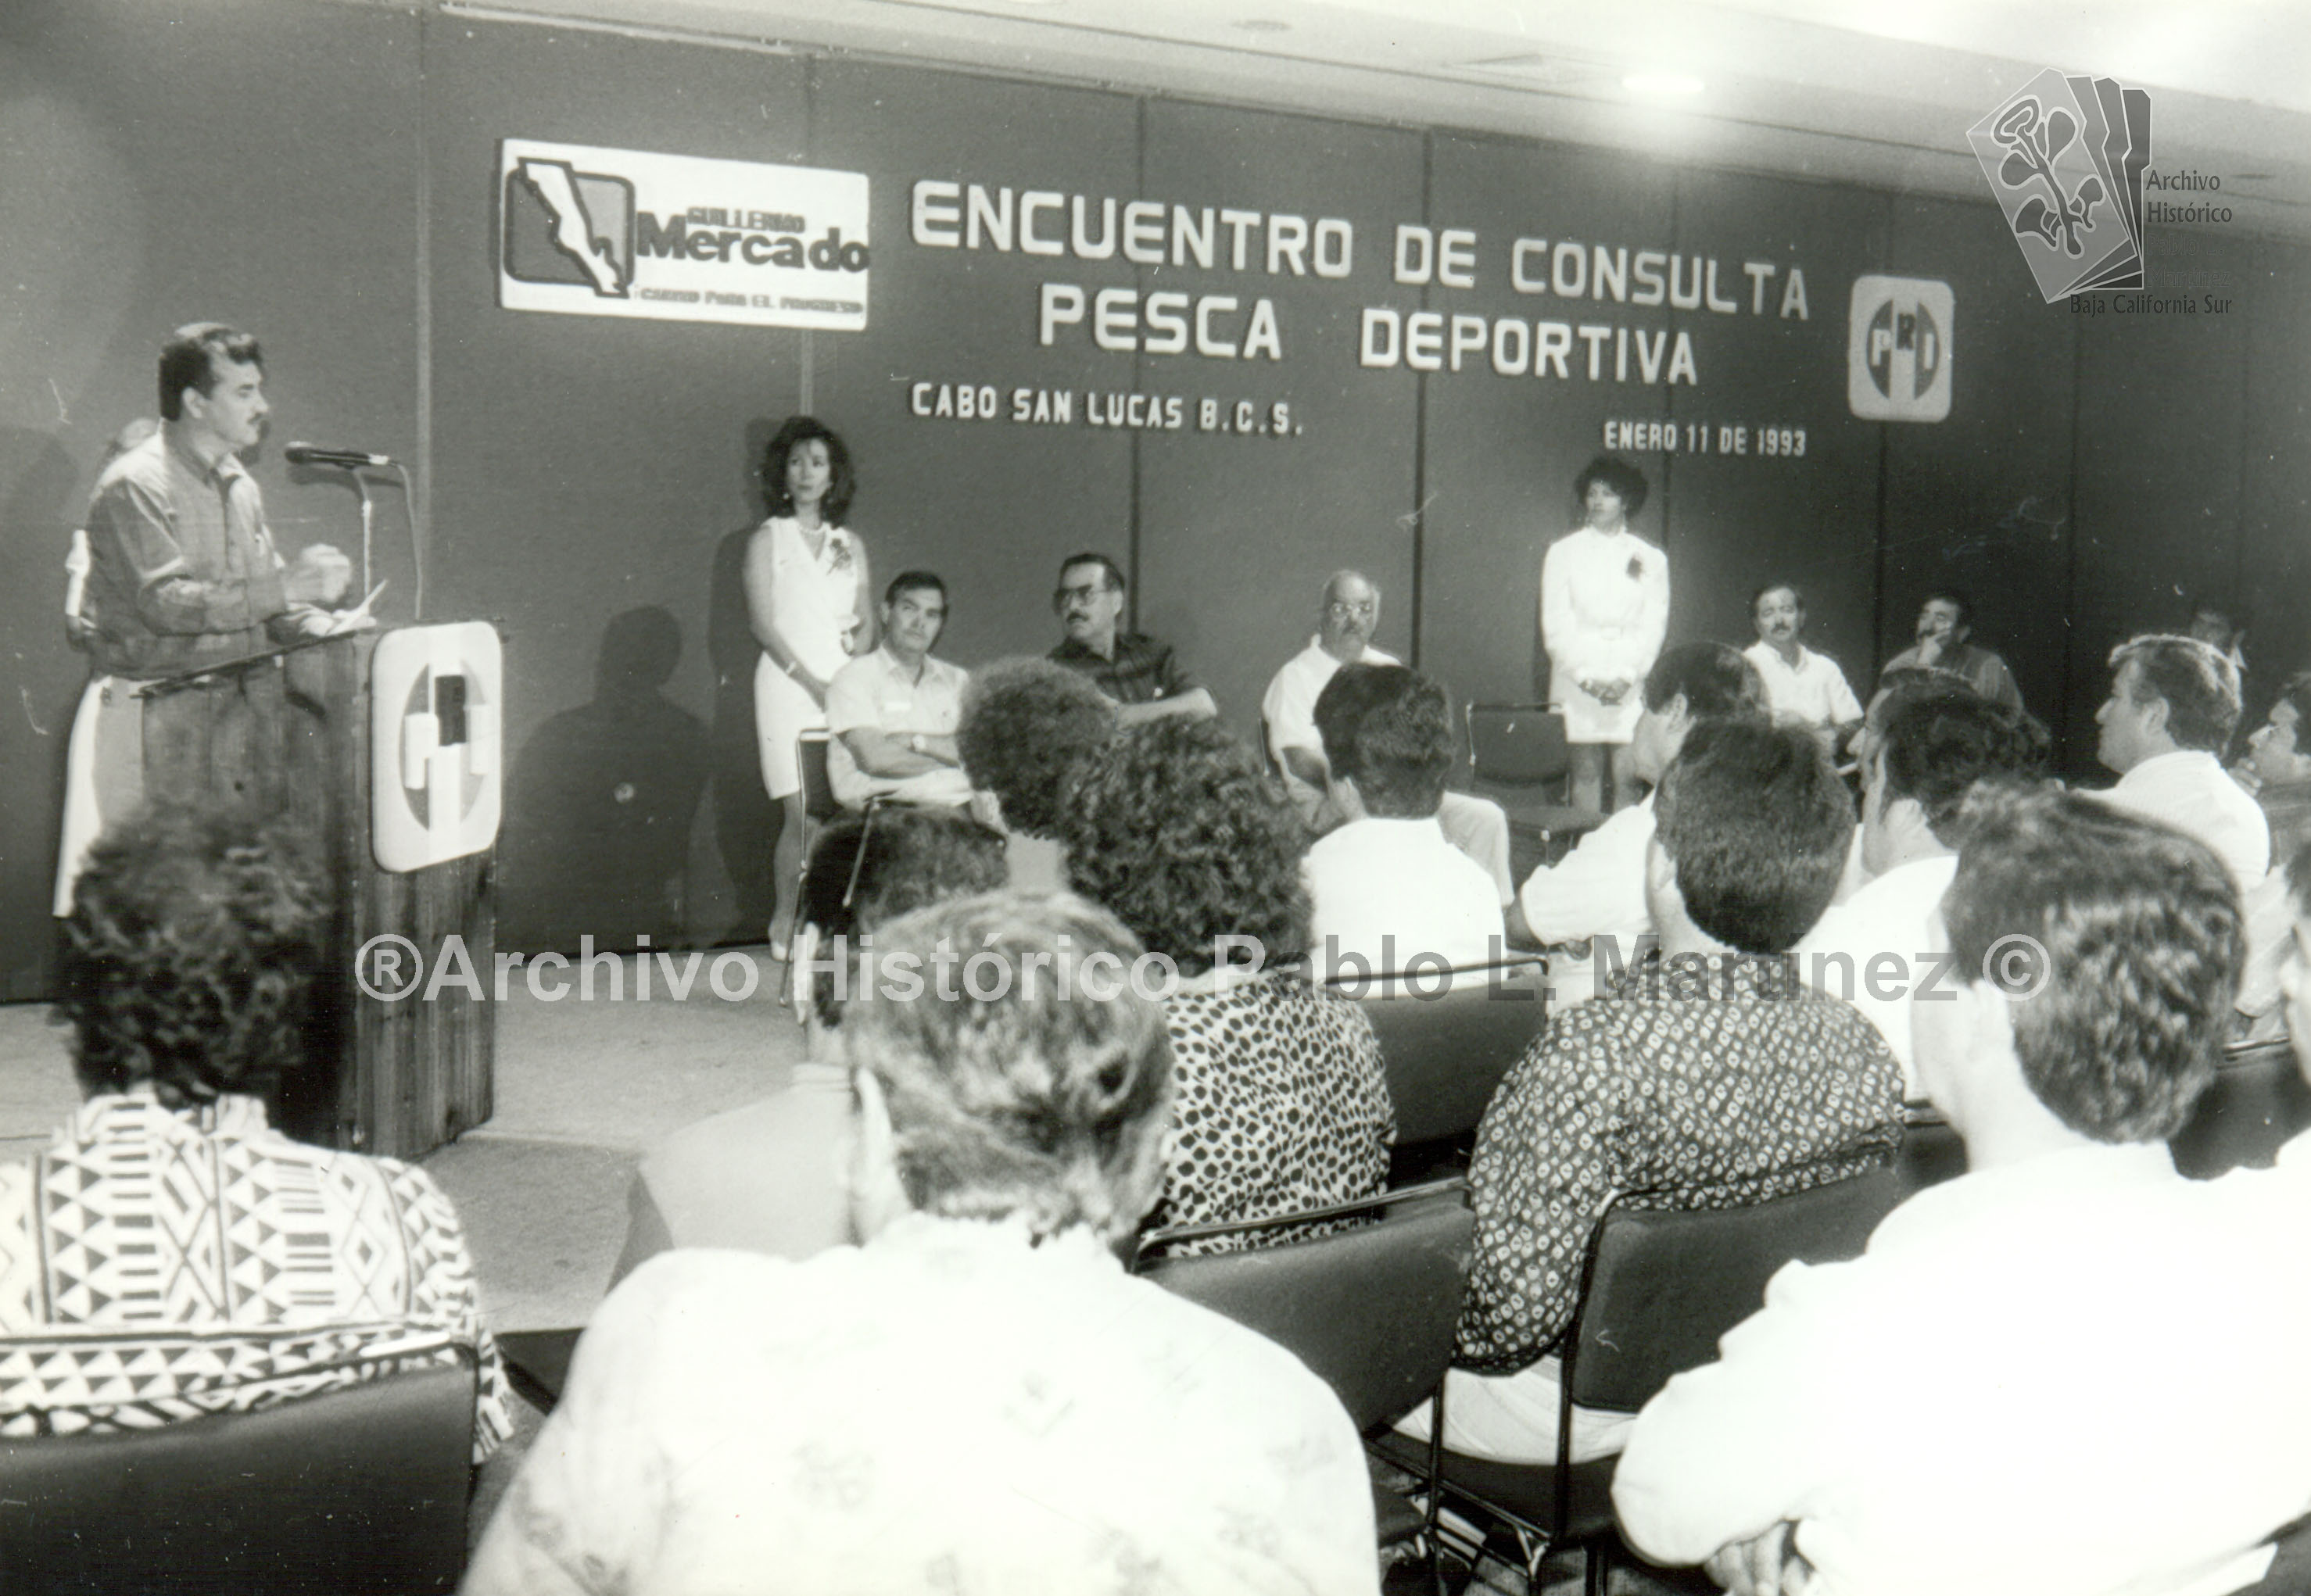 GUILLERMO
Mercado
ENCUENTRO DE CONSULTA
PESCA DEPORTIVA
CABO SAN LUCAS B.C.S.
ENERO 11 DE 1993
PRI
PRI
Archivo
Histórico
Baja California Sur
®Archivo Histórico Pablo L. Martínez ©